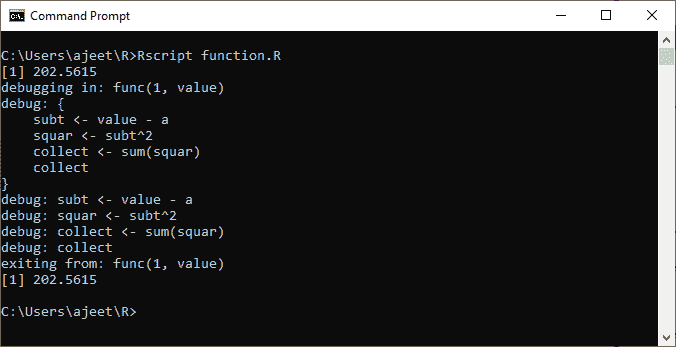 Command Prompt
C:\Users\ajeet\R>Rscript function.R
[1] 202.5615
debugging in: func(1, value)
debug: {
    subt <- value - a
    squar <- subt^2
    collect <- sum(squar)
    collect
}
debug: subt <- value - a
debug: squar <- subt^2
debug: collect <- sum(squar)
debug: collect
exiting from: func(1, value)
[1] 202.5615
C:\Users\ajeet\R>